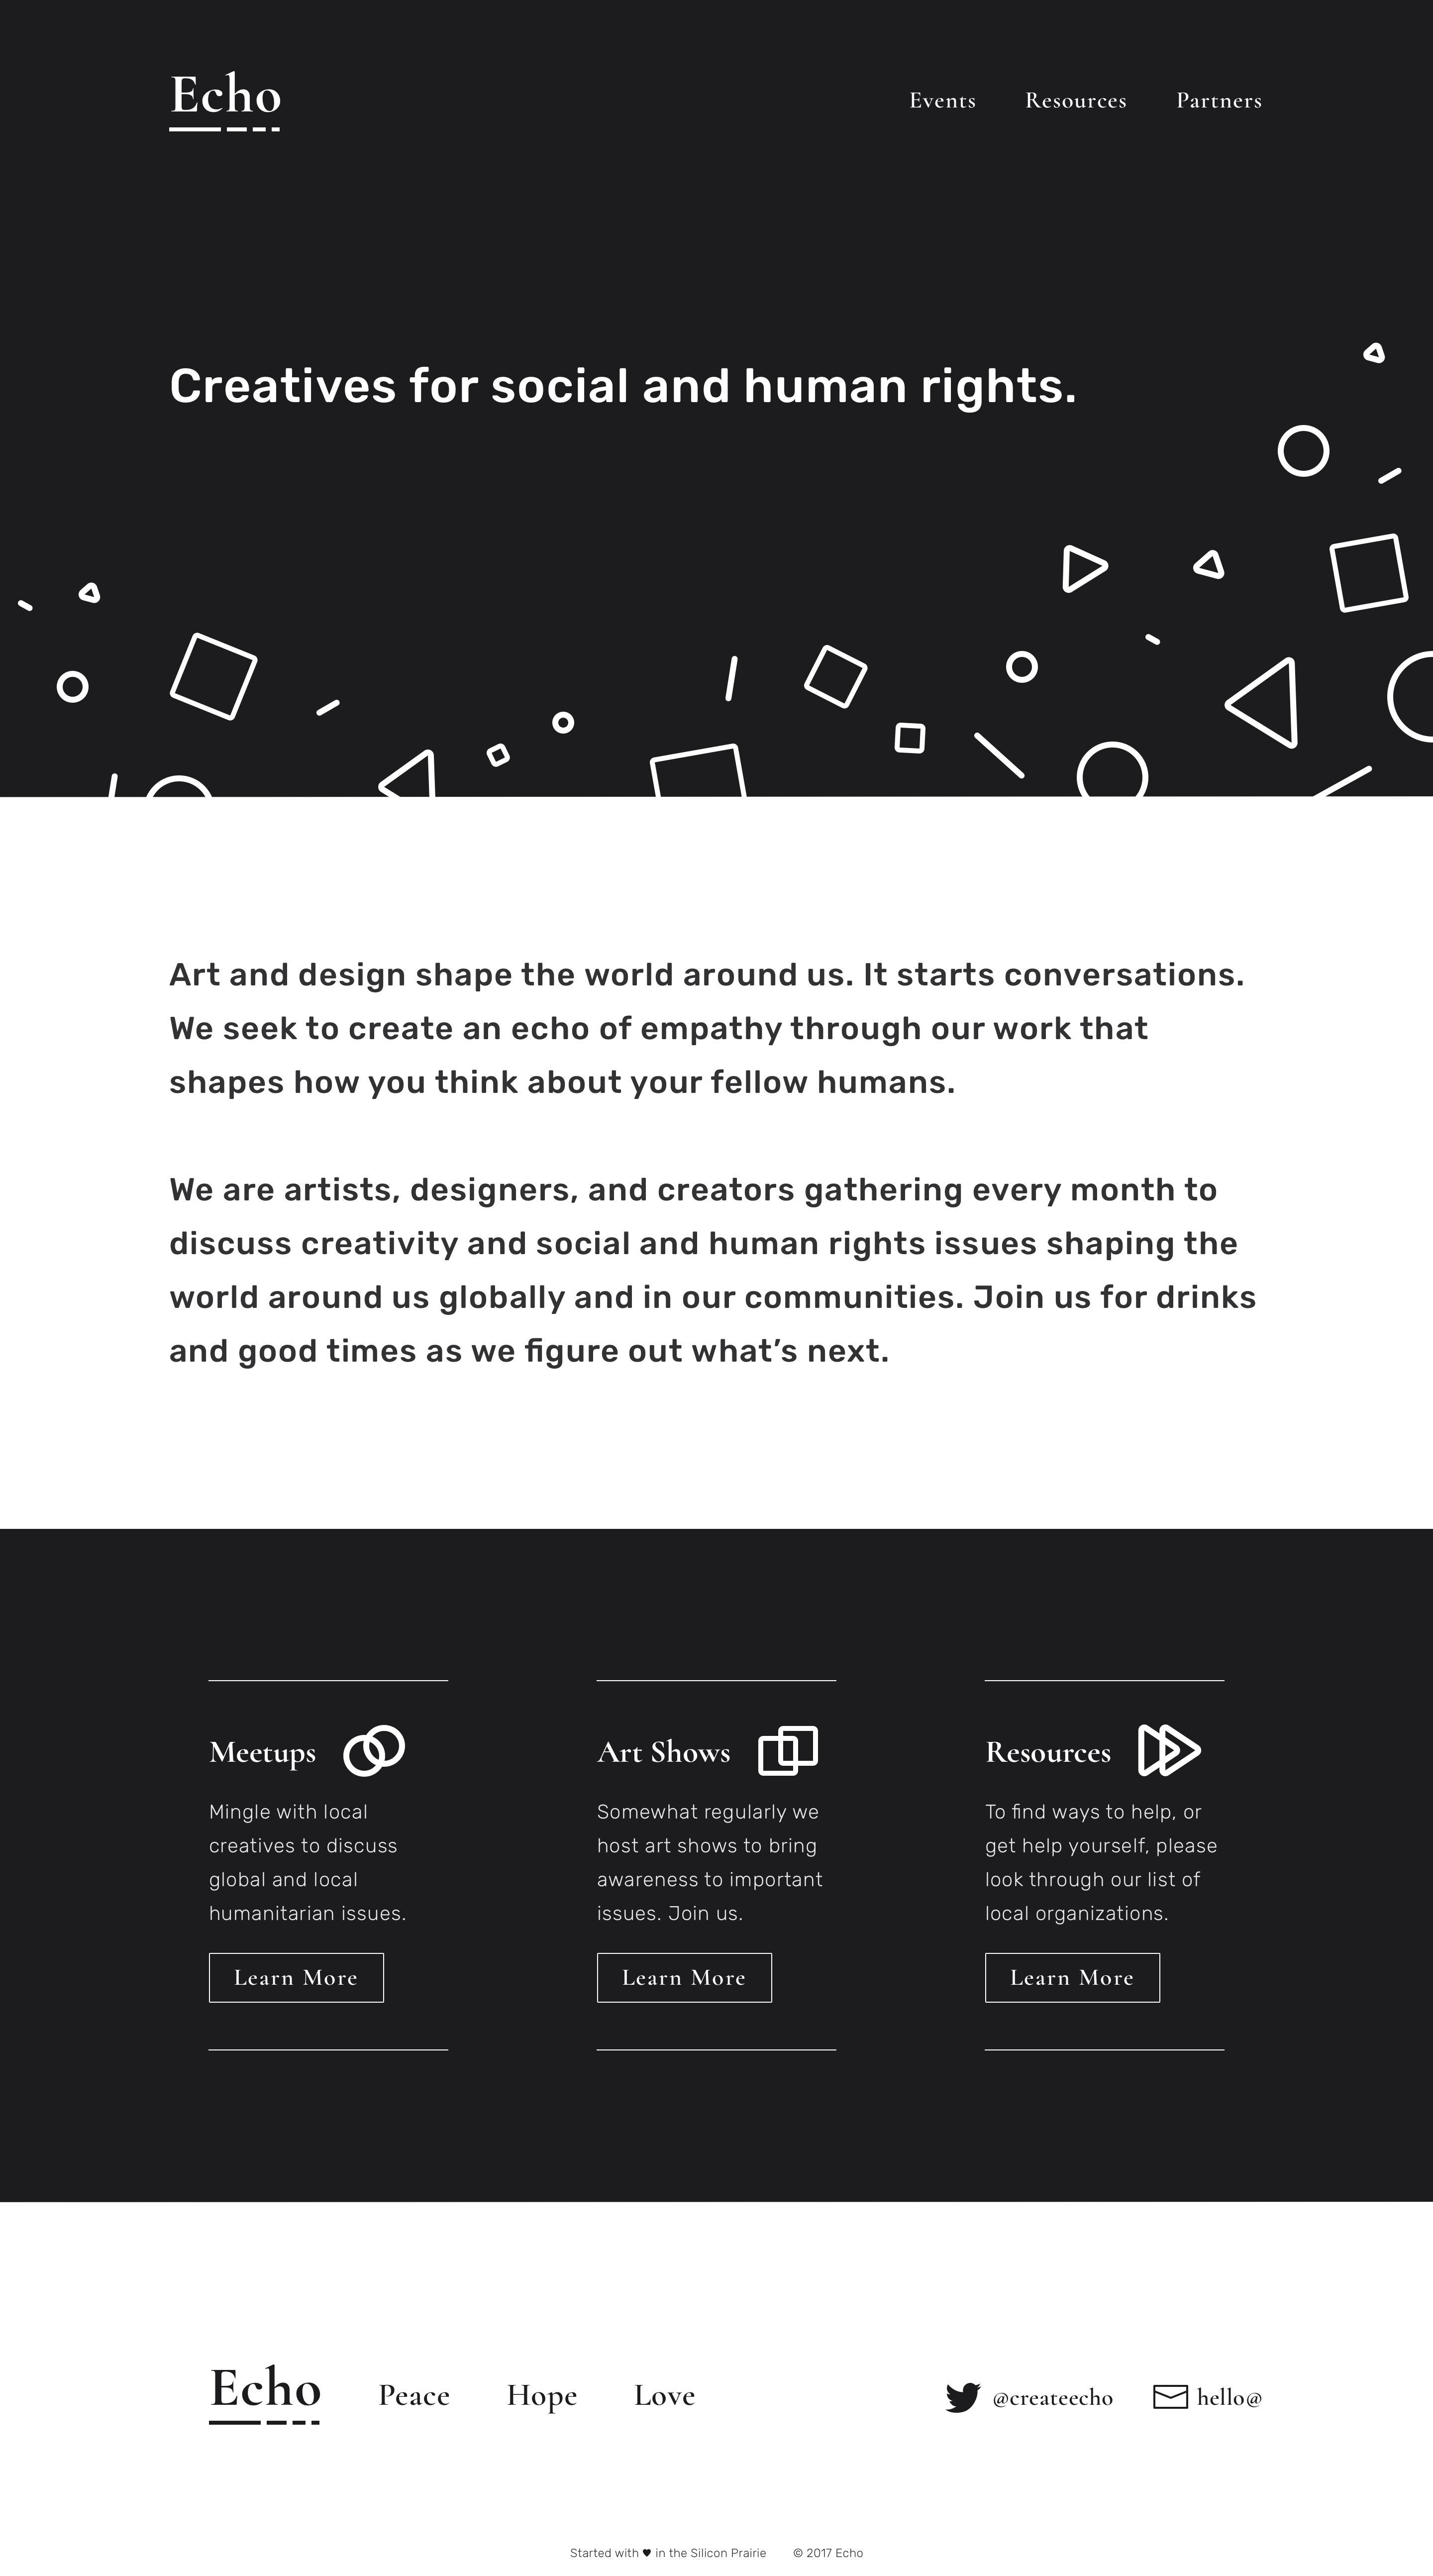 Echo
Events Resources Partners
Creatives for social and human rights.
Art and design shape the world around us. It starts conversations.
We seek to create an echo of empathy through our work that
shapes how you think about your fellow humans.
We are artists, designers, and creators gathering every month to
discuss creativity and social and human rights issues shaping the
world around us globally and in our communities. Join us for drinks
and good times as we figure out what’s next.
Meetups
Mingle with local
creatives to discuss
global and local
humanitarian issues.
Learn More
Art Shows
Somewhat regularly we
host art shows to bring
awareness to important
issues. Join us.
Learn More
Resources
To find ways to help, or
get help yourself, please
look through our list of
local organizations.
Learn More
Echo
Peace Hope Love
@createecho hello@
Started with ♥ in the Silicon Prairie © 2017 Echo